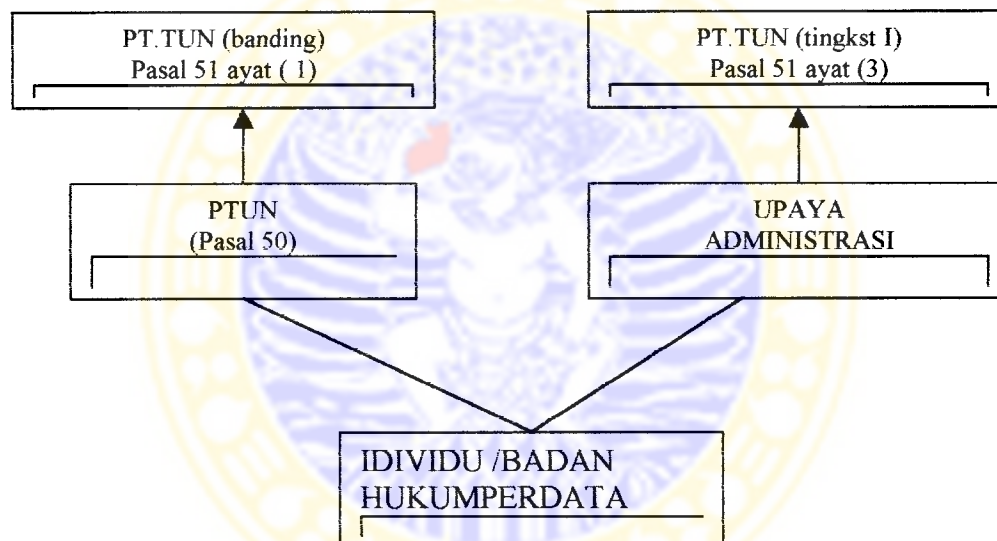 PT.TUN (banding)
Pasal 51 ayat ( 1)
PT.TUN (tingkst I)
Pasal 51 ayat (3)
PTUN
(Pasal 50)
UPAYA
ADMINISTRASI
IDIVIDU /BADAN
HUKUMPERDATA